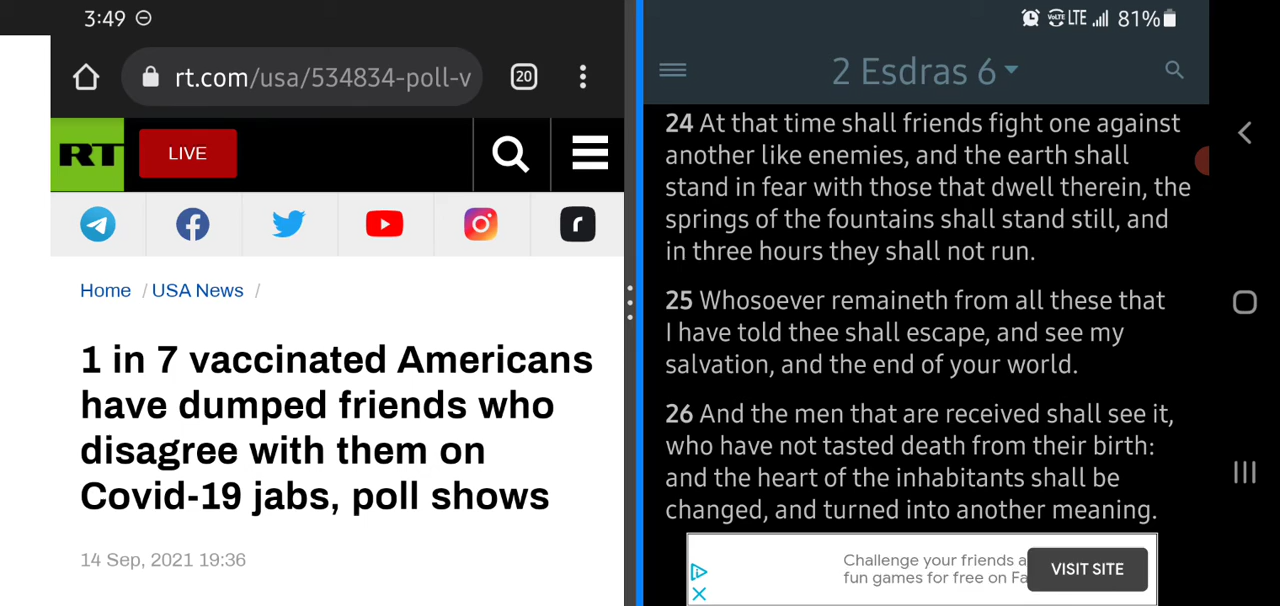 3:49
rt.com/usa/534834-poll-v
20
RT
LIVE
Home / USA News /
1 in 7 vaccinated Americans
have dumped friends who
disagree with them on
Covid-19 jabs, poll shows
14 Sep, 2021 19:36
VoLTE LTE 81%
2 Esdras 6
24 At that time shall friends fight one against
another like enemies, and the earth shall
stand in fear with those that dwell therein, the
springs of the fountains shall stand still, and
in three hours they shall not run.
25 Whosoever remaineth from all these that
I have told thee shall escape, and see my
salvation, and the end of your world.
26 And the men that are received shall see it,
who have not tasted death from their birth:
and the heart of the inhabitants shall be
changed, and turned into another meaning.
Challenge your friends a
fun games for free on Fa
VISIT SITE